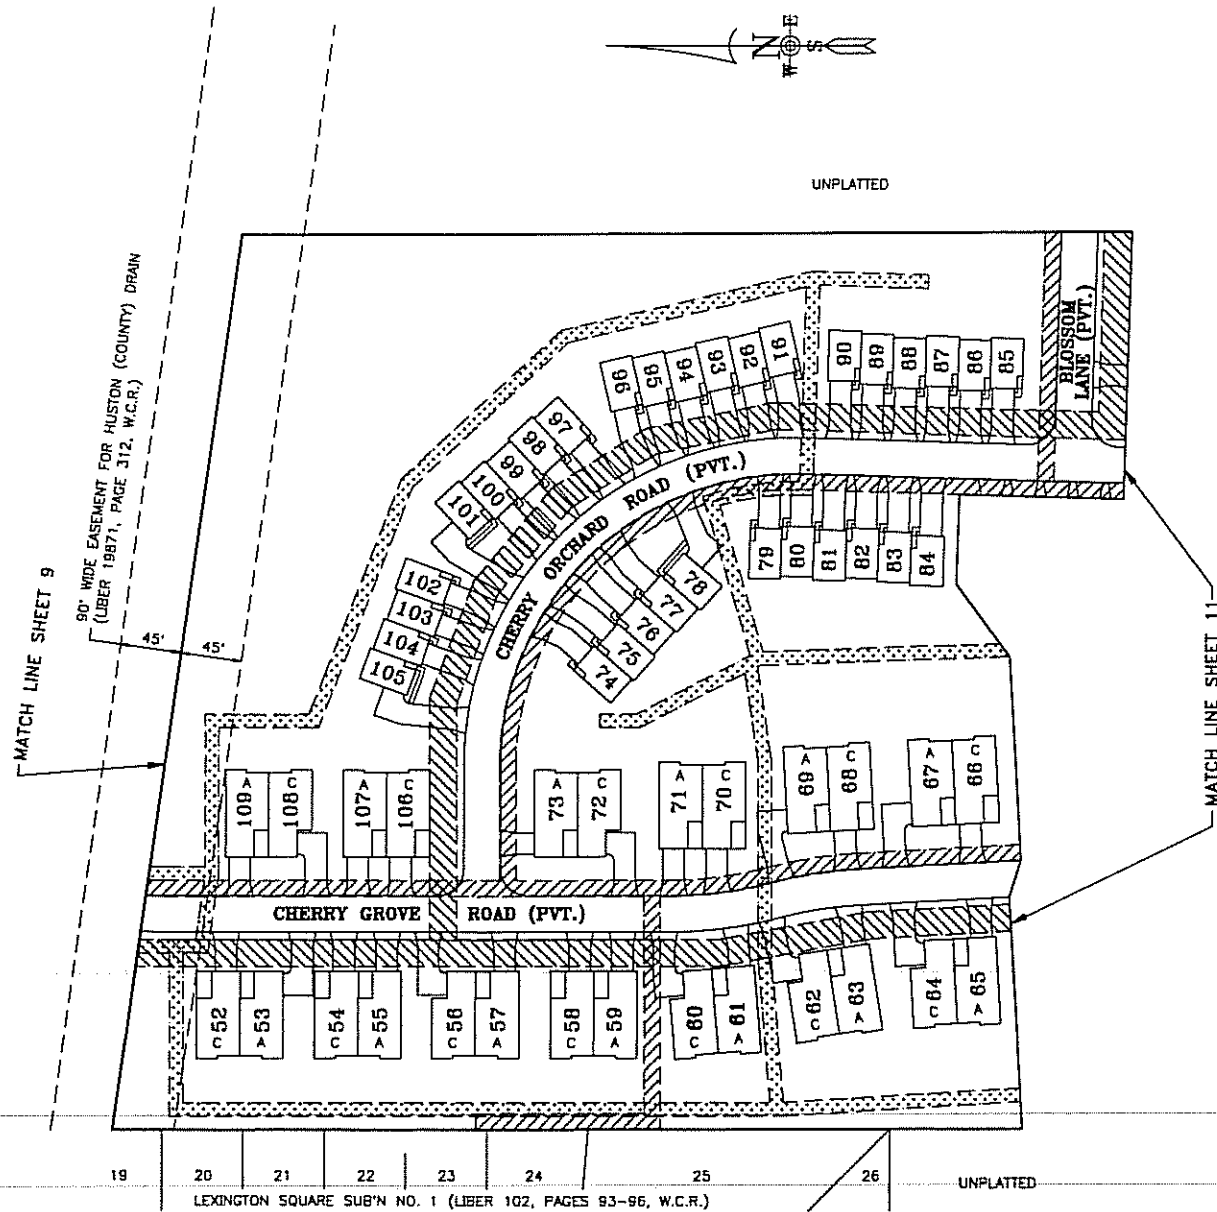 N
E
S
W
UNPLATTED
MATCH LINE SHEET 9
90' WIDE EASEMENT FOR HUSTON (COUNTY) DRAIN
(LIBER 19871, PAGE 312, W.C.R.)
45'
45'
BLOSSOM
LANE (PVT.)
96
95
94
93
92
91
90
89
88
87
86
85
97
98
99
100
101
102
103
104
105
CHERRY ORCHARD ROAD (PVT.)
79
80
81
82
83
84
78
77
76
75
74
MATCH LINE SHEET 11
109 A
108 C
107 A
106 C
73 A
72 C
71 A
70 C
69 A
68 C
67 A
66 C
CHERRY GROVE ROAD (PVT.)
52 C
53 A
54 C
55 A
56 C
57 A
58 C
59 A
60 C
61 A
62 C
63 A
64 C
65 A
19
20
21
22
23
24
25
26
UNPLATTED
LEXINGTON SQUARE SUB'N NO. 1 (LIBER 102, PAGES 93-96, W.C.R.)